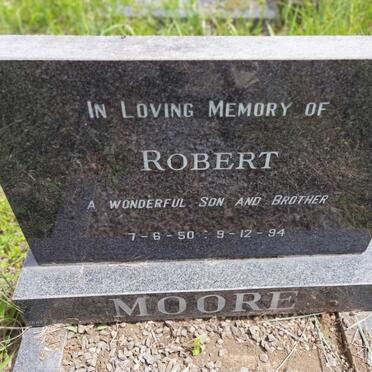 In Loving Memory of
Robert
A Wonderful Son and Brother
7-6-50 : 9-12-94
MOORE